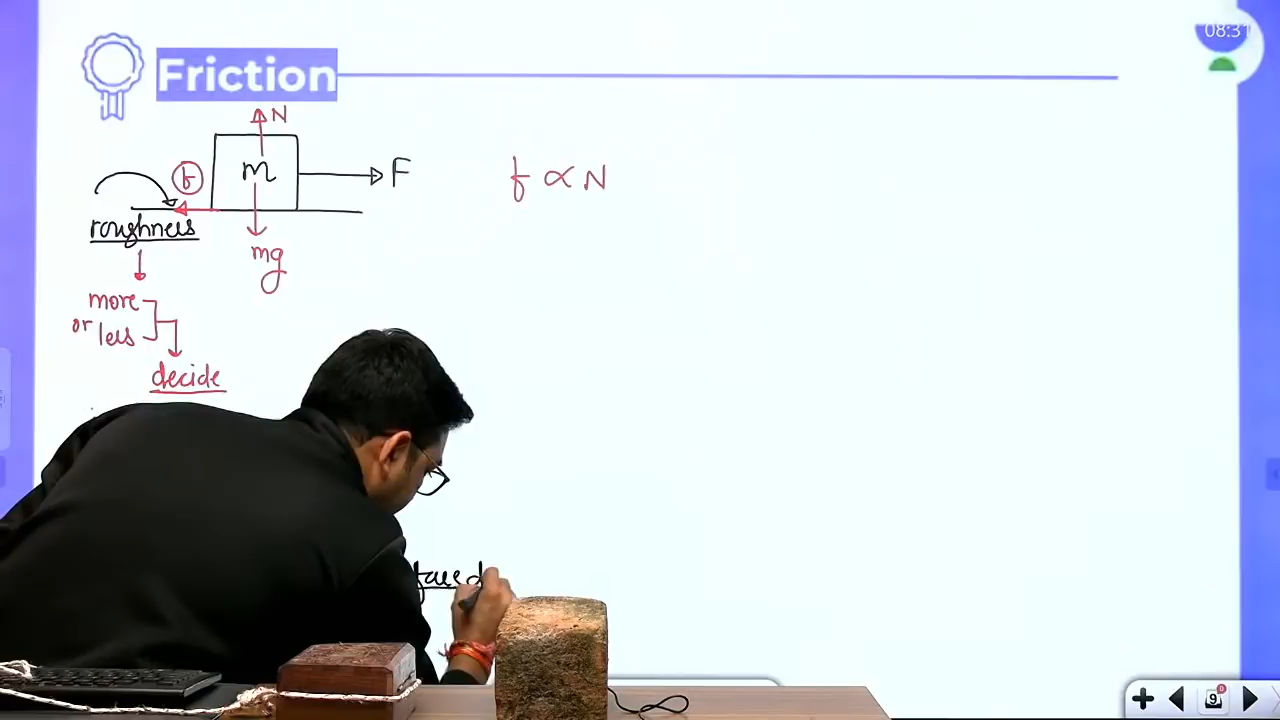 08:31
Friction
N
f
m
F
f ∝ N
roughness
mg
more
or less
decide
9